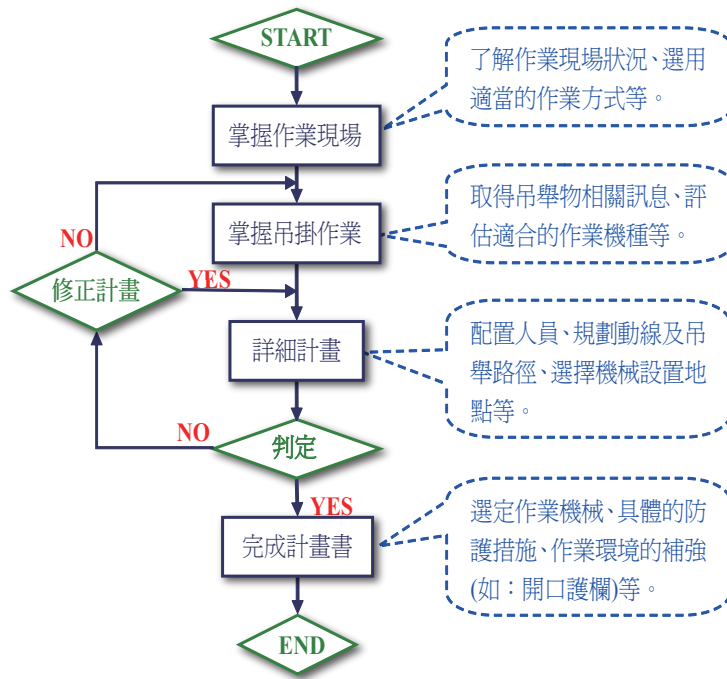 START
了解作業現場狀況、選用
適當的作業方式等。
掌握作業現場
取得吊舉物相關訊息、評
估適合的作業機種等。
掌握吊掛作業
NO
修正計畫
YES
詳細計畫
配置人員、規劃動線及吊
舉路徑、選擇機械設置地
點等。
NO
判定
YES
選定作業機械、具體的防
護措施、作業環境的補強
(如：開口護欄)等。
完成計畫書
END